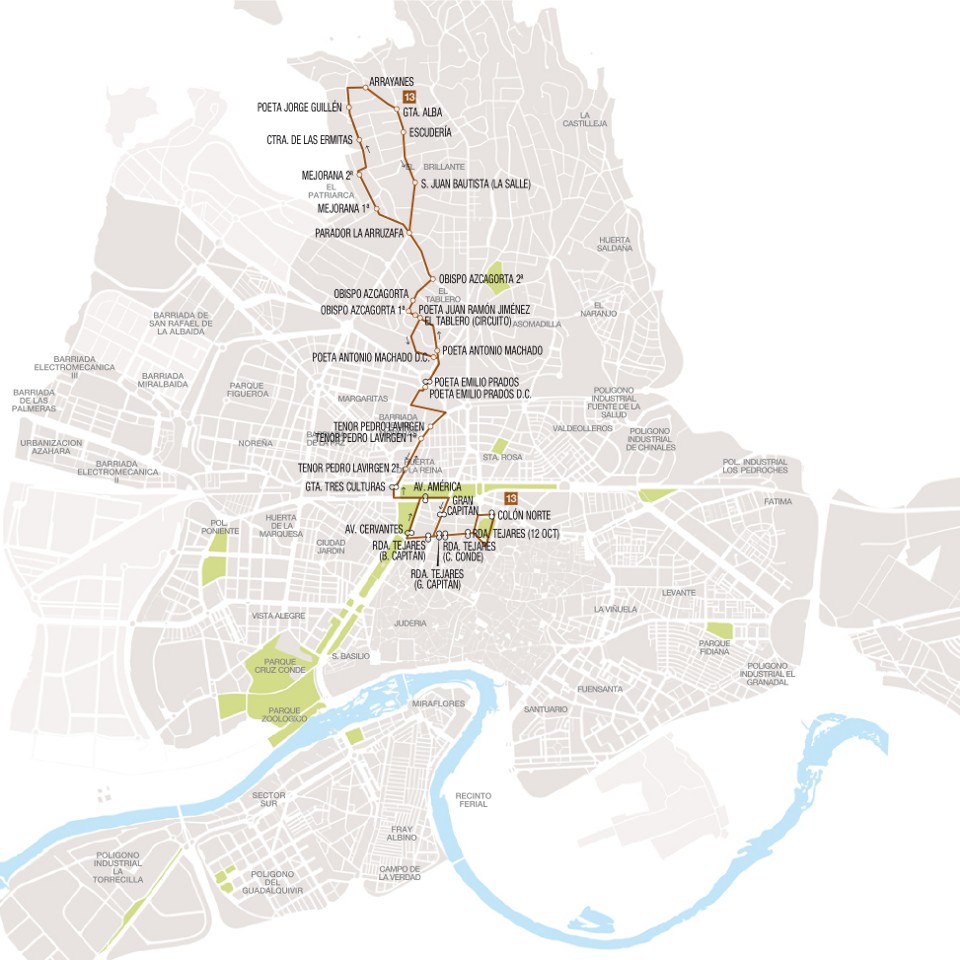 ARRAYANES
13
POETA JORGE GUILLÉN
GTA. ALBA
LA
CASTILLEJA
ESCUDERÍA
CTRA. DE LAS ERMITAS
EL BRILLANTE
MEJORANA 2ª
S. JUAN BAUTISTA (LA SALLE)
EL
PATRIARCA
MEJORANA 1ª
PARADOR LA ARRUZAFA
HUERTA
SALDAÑA
OBISPO AZCAGORTA 2ª
OBISPO AZCAGORTA
EL
TABLERO
OBISPO AZCAGORTA 1ª
POETA JUAN RAMÓN JIMÉNEZ
EL TABLERO (CIRCUITO)
ASOMADILLA
EL
NARANJO
BARRIADA DE
SAN RAFAEL DE
LA ALBAIDA
POETA ANTONIO MACHADO
POETA ANTONIO MACHADO D.C.
BARRIADA
ELECTROMECANICA
III
BARRIADA
MIRALBAIDA
PARQUE
FIGUEROA
POETA EMILIO PRADOS
POETA EMILIO PRADOS D.C.
MARGARITAS
BARRIADA
DE LAS
PALMERAS
POLIGONO
INDUSTRIAL
FUENTE DE LA
SALUD
BARRIADA
TENOR PEDRO LAVIRGEN
TENOR PEDRO LAVIRGEN 1ª
VALDEOLLEROS
POLIGONO
INDUSTRIAL
DE CHINALES
URBANIZACION
AZAHARA
NOREÑA
STA. ROSA
HUERTA
LA REINA
TENOR PEDRO LAVIRGEN 2ª
BARRIADA
ELECTROMECANICA
II
POL. INDUSTRIAL
LOS PEDROCHES
GTA. TRES CULTURAS
AV. AMÉRICA
GRAN
CAPITAN
13
COLÓN NORTE
FATIMA
POL.
PONIENTE
HUERTA
DE LA
MARQUESA
AV. CERVANTES
RDA. TEJARES (12 OCT)
CIUDAD
JARDIN
RDA. TEJARES
(B. CAPITAN)
RDA. TEJARES
(C. CONDE)
RDA. TEJARES
(G. CAPITAN)
LEVANTE
LA VIÑUELA
VISTA ALEGRE
JUDERIA
PARQUE
FIDIANA
S. BASILIO
PARQUE
CRUZ CONDE
POLIGONO
INDUSTRIAL EL
GRANADAL
FUENSANTA
MIRAFLORES
SANTUARIO
PARQUE
ZOOLOGICO
SECTOR
SUR
RECINTO
FERIAL
FRAY
ALBINO
POLIGONO
INDUSTRIAL
LA
TORRECILLA
POLIGONO
DEL
GUADALQUIVIR
CAMPO DE
LA VERDAD